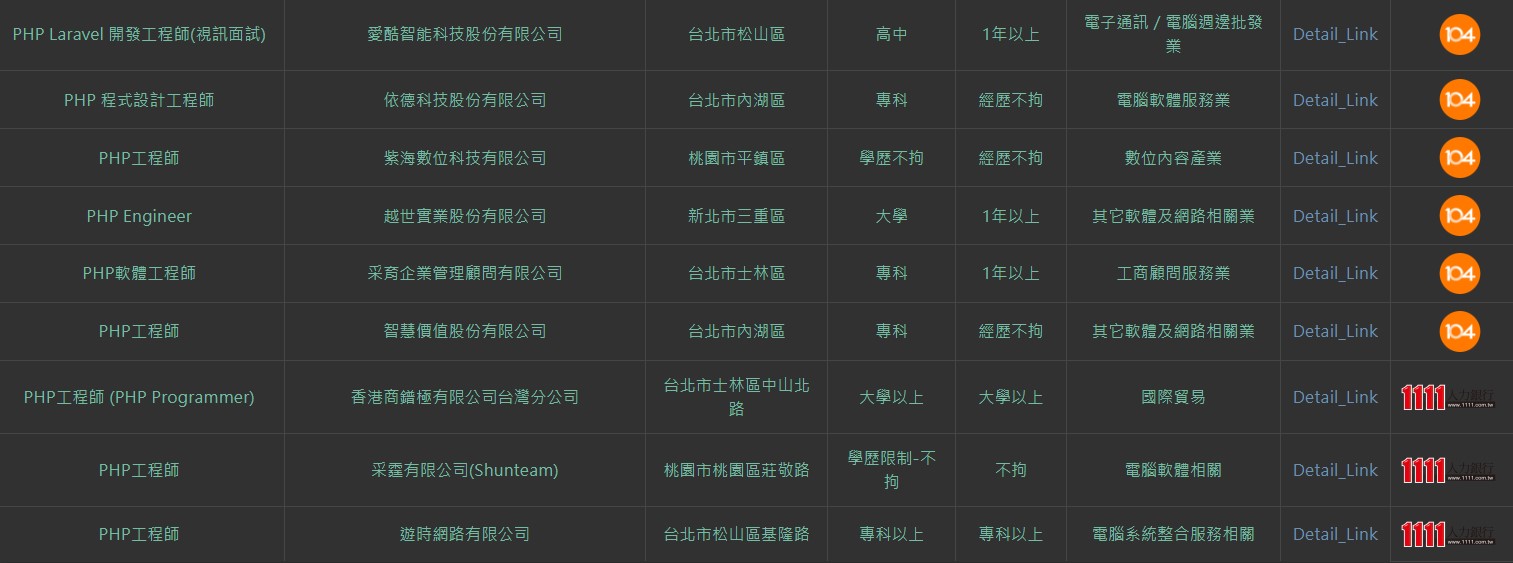 PHP Laravel 開發工程師(視訊面試) 愛酷智能科技股份有限公司 台北市松山區 高中 1年以上 電子通訊 / 電腦週邊批發
業 Detail_Link 104
PHP 程式設計工程師 依德科技股份有限公司 台北市內湖區 專科 經歷不拘 電腦軟體服務業 Detail_Link 104
PHP工程師 紫海數位科技有限公司 桃園市平鎮區 學歷不拘 經歷不拘 數位內容產業 Detail_Link 104
PHP Engineer 越世實業股份有限公司 新北市三重區 大學 1年以上 其它軟體及網路相關業 Detail_Link 104
PHP軟體工程師 采育企業管理顧問有限公司 台北市士林區 專科 1年以上 工商顧問服務業 Detail_Link 104
PHP工程師 智慧價值股份有限公司 台北市內湖區 專科 經歷不拘 其它軟體及網路相關業 Detail_Link 104
PHP工程師 (PHP Programmer) 香港商鐠極有限公司台灣分公司 台北市士林區中山北
路 大學以上 大學以上 國際貿易 Detail_Link 1111 人力銀行
www.1111.com.tw
PHP工程師 采霆有限公司(Shunteam) 桃園市桃園區莊敬路 學歷限制-不
拘 不拘 電腦軟體相關 Detail_Link 1111 人力銀行
www.1111.com.tw
PHP工程師 遊時網路有限公司 台北市松山區基隆路 專科以上 專科以上 電腦系統整合服務相關 Detail_Link 1111 人力銀行
www.1111.com.tw